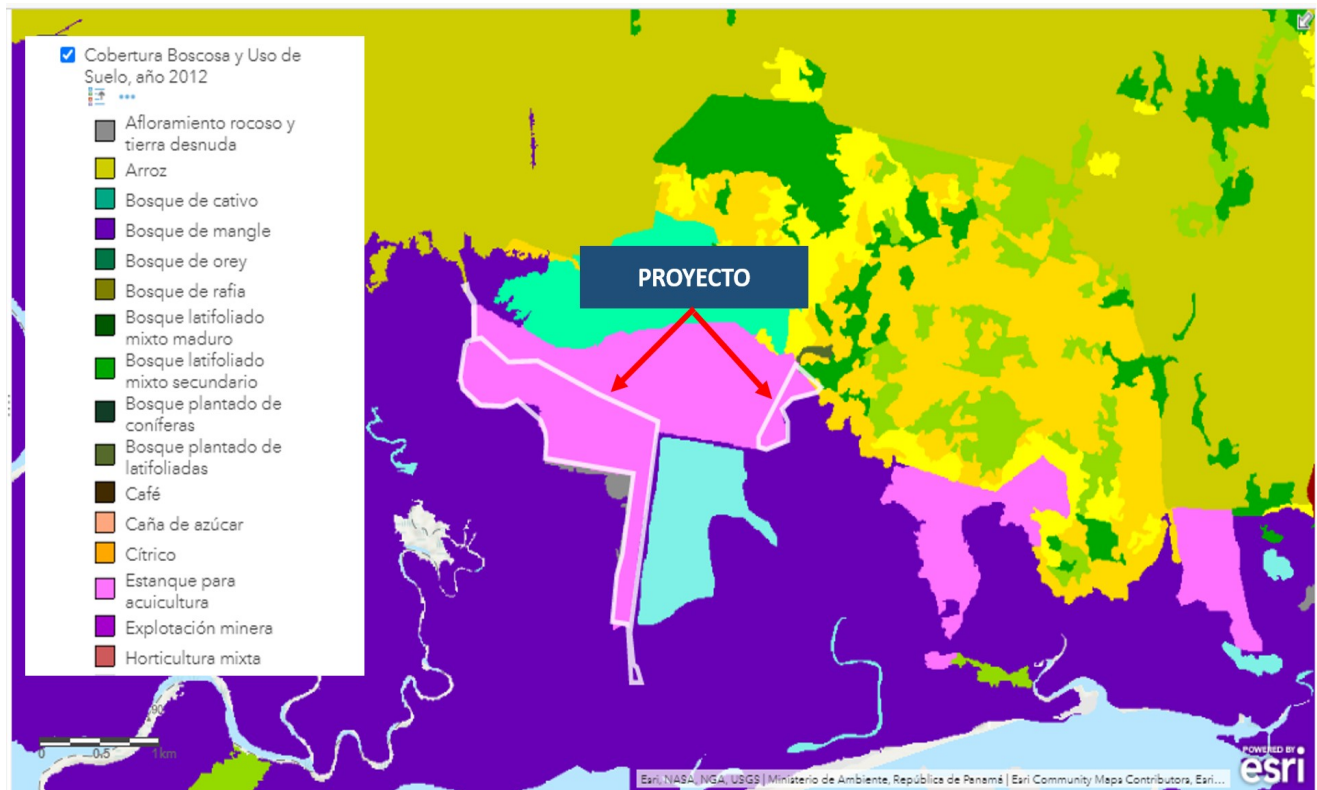 Cobertura Boscosa y Uso de
Suelo, año 2012
Afloramiento rocoso y
tierra desnuda
Arroz
Bosque de cativo
Bosque de mangle
Bosque de orey
Bosque de rafia
Bosque latifoliado
mixto maduro
Bosque latifoliado
mixto secundario
Bosque plantado de
coníferas
Bosque plantado de
latifoliadas
Café
Caña de azúcar
Cítrico
Estanque para
acuicultura
Explotación minera
Horticultura mixta
PROYECTO
0 0.5 1km
Esri, NASA, NGA, USGS | Ministerio de Ambiente, República de Panamá | Esri Community Maps Contributors, Esri...
POWERED BY
esri